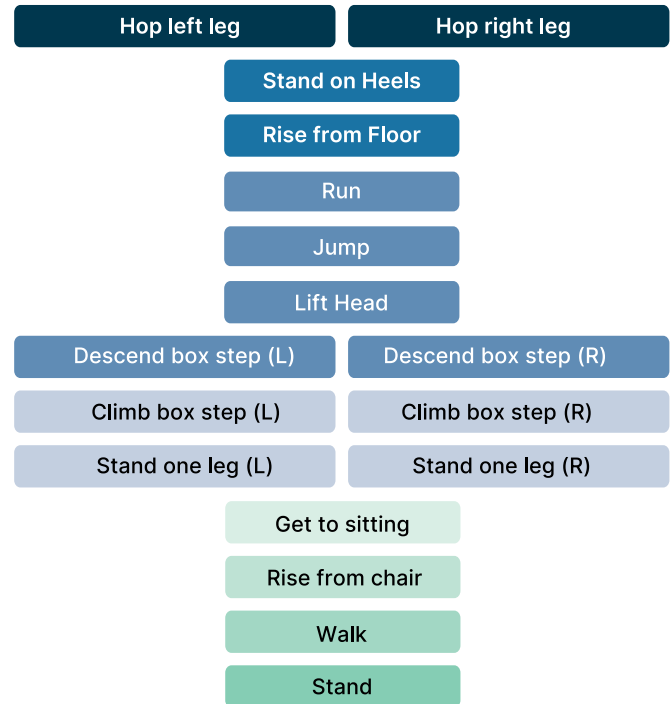 Hop left leg
Hop right leg
Stand on Heels
Rise from Floor
Run
Jump
Lift Head
Descend box step (L)
Descend box step (R)
Climb box step (L)
Climb box step (R)
Stand one leg (L)
Stand one leg (R)
Get to sitting
Rise from chair
Walk
Stand